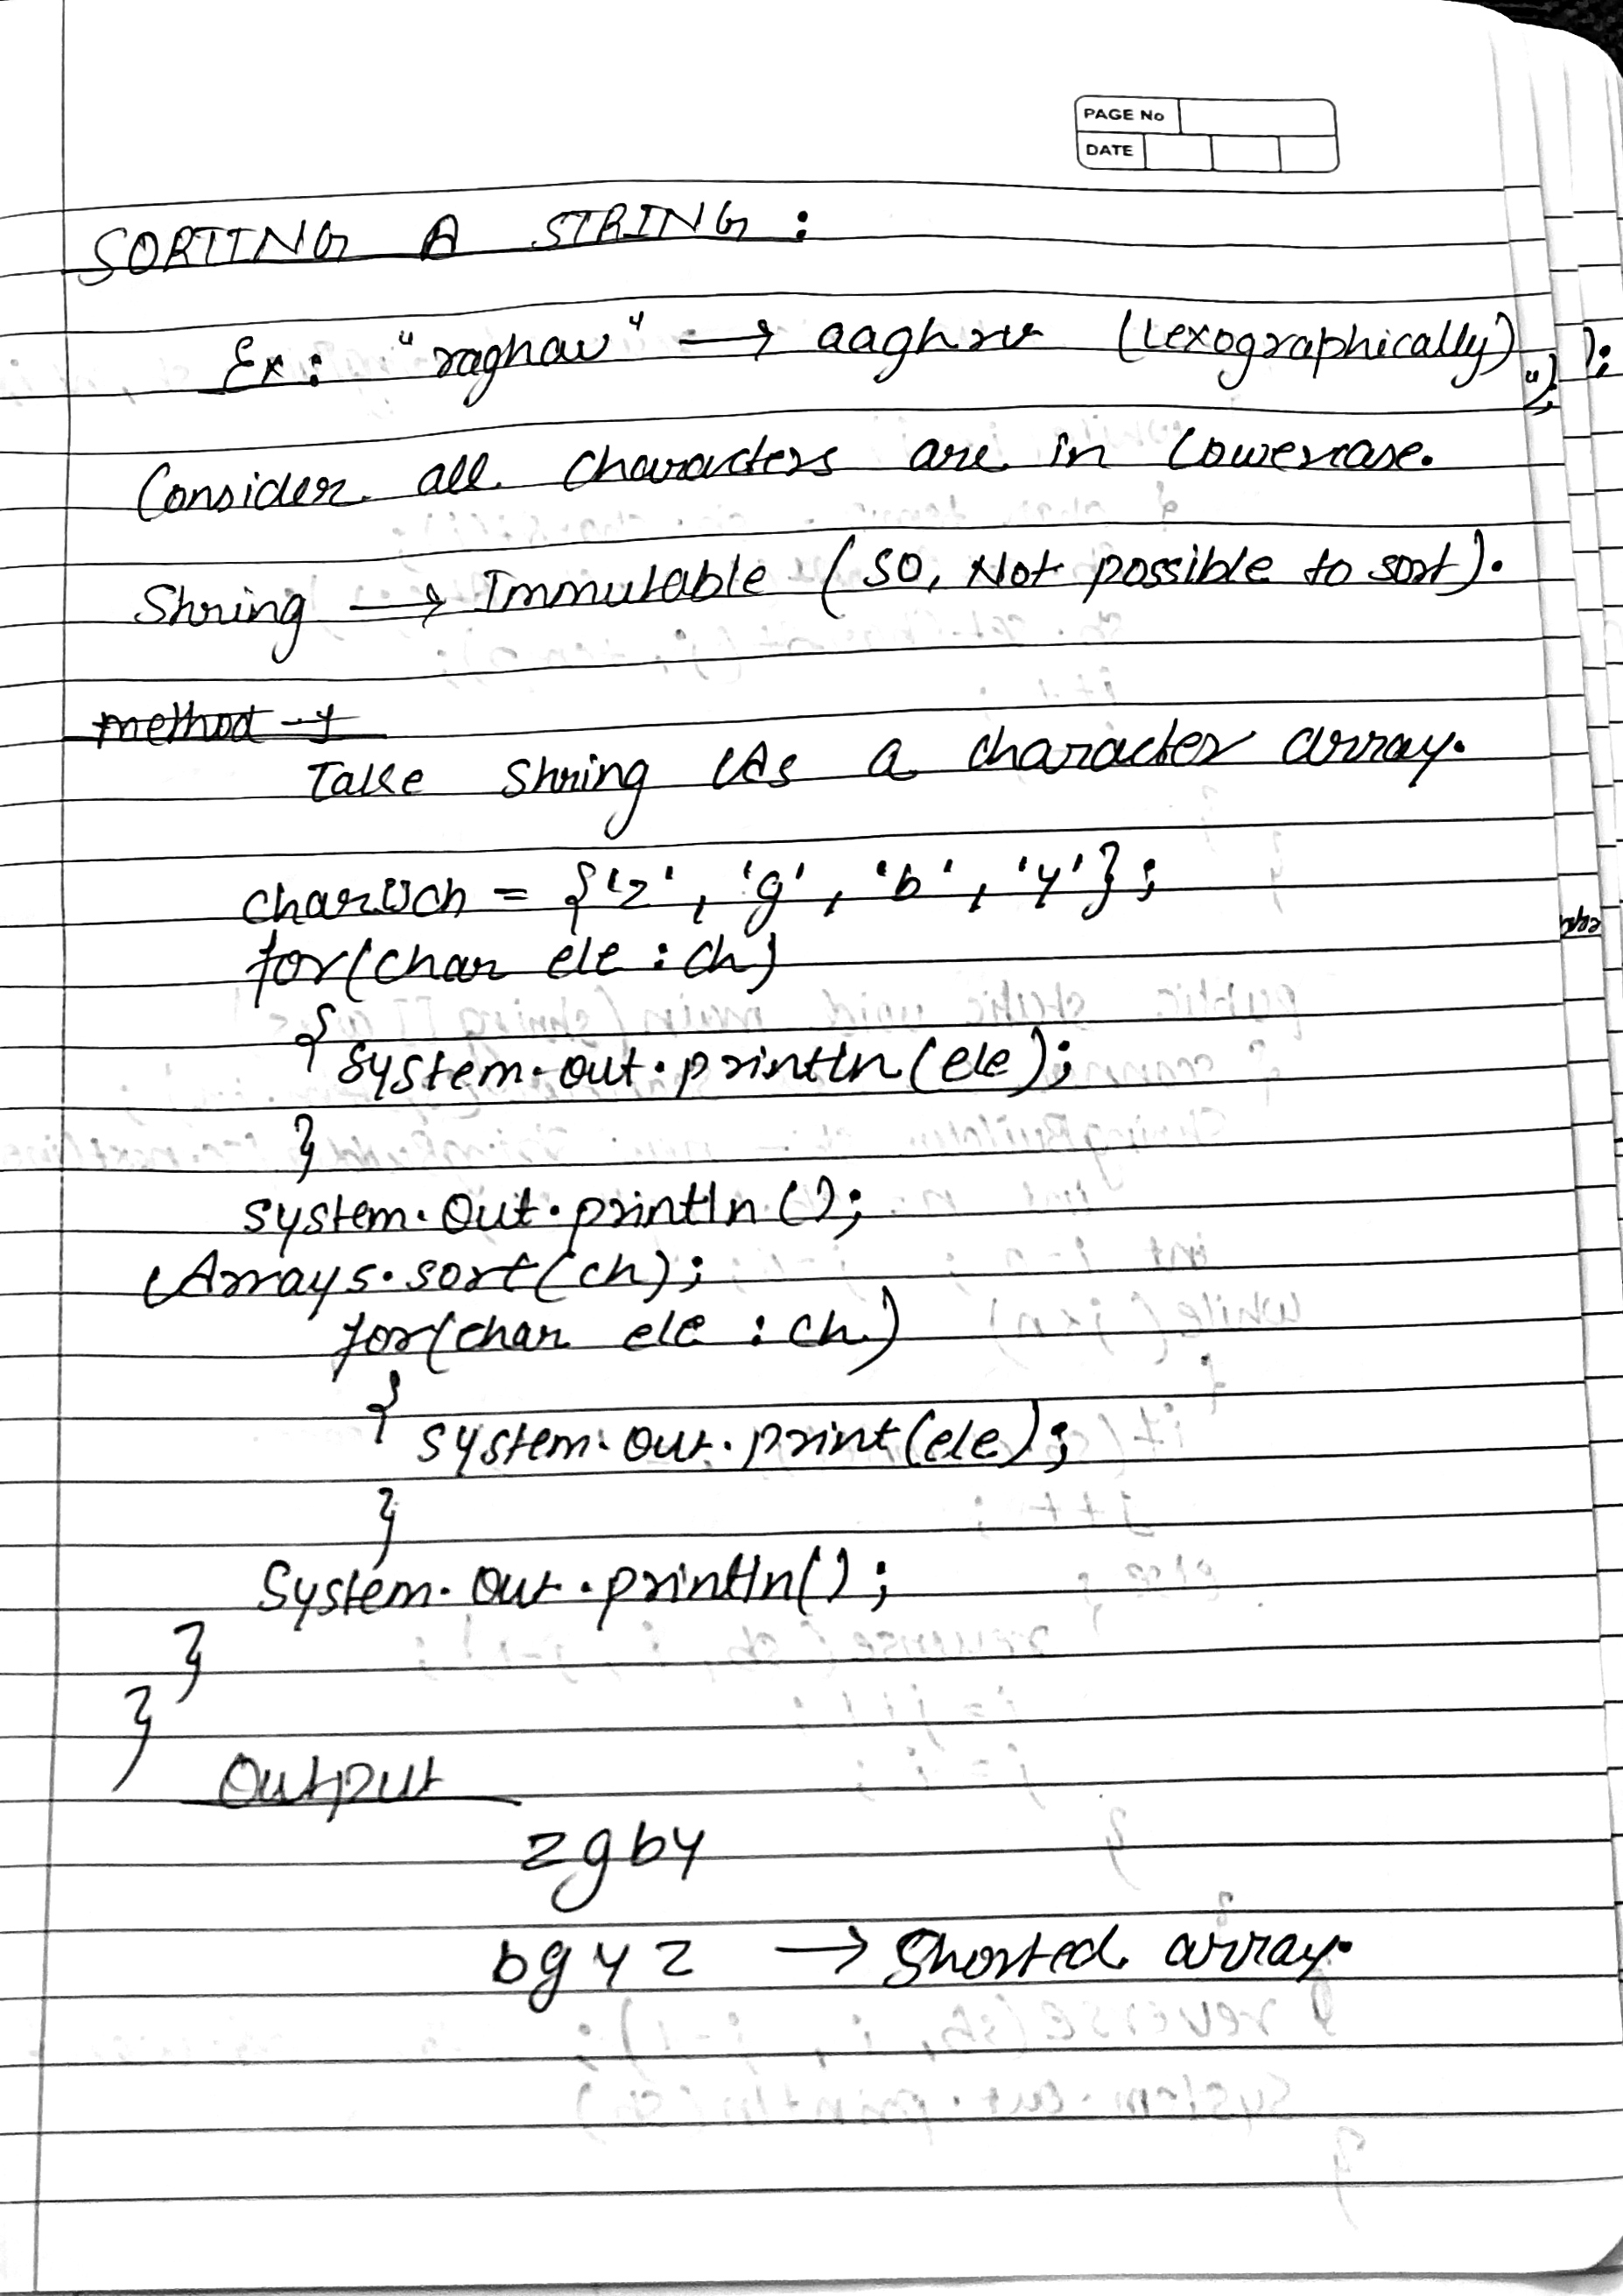 PAGE No
DATE
SORTING A STRING :
Ex : "raghav" → aaghrv (Lexographically)
Consider all characters are in Lowercase.
String → Immutable (SO, Not possible to sort).
method - 1
Take String As a character array.
char[]ch = {'z', 'g', 'b', 'y'};
for(char ele : ch)
{ System.out.println(ele);
}
System.out.println();
Arrays.sort(ch);
for(char ele : ch)
{ System.out.print(ele);
}
System.out.println();
}
}
Output
zgby
bgyz → Shorted array.